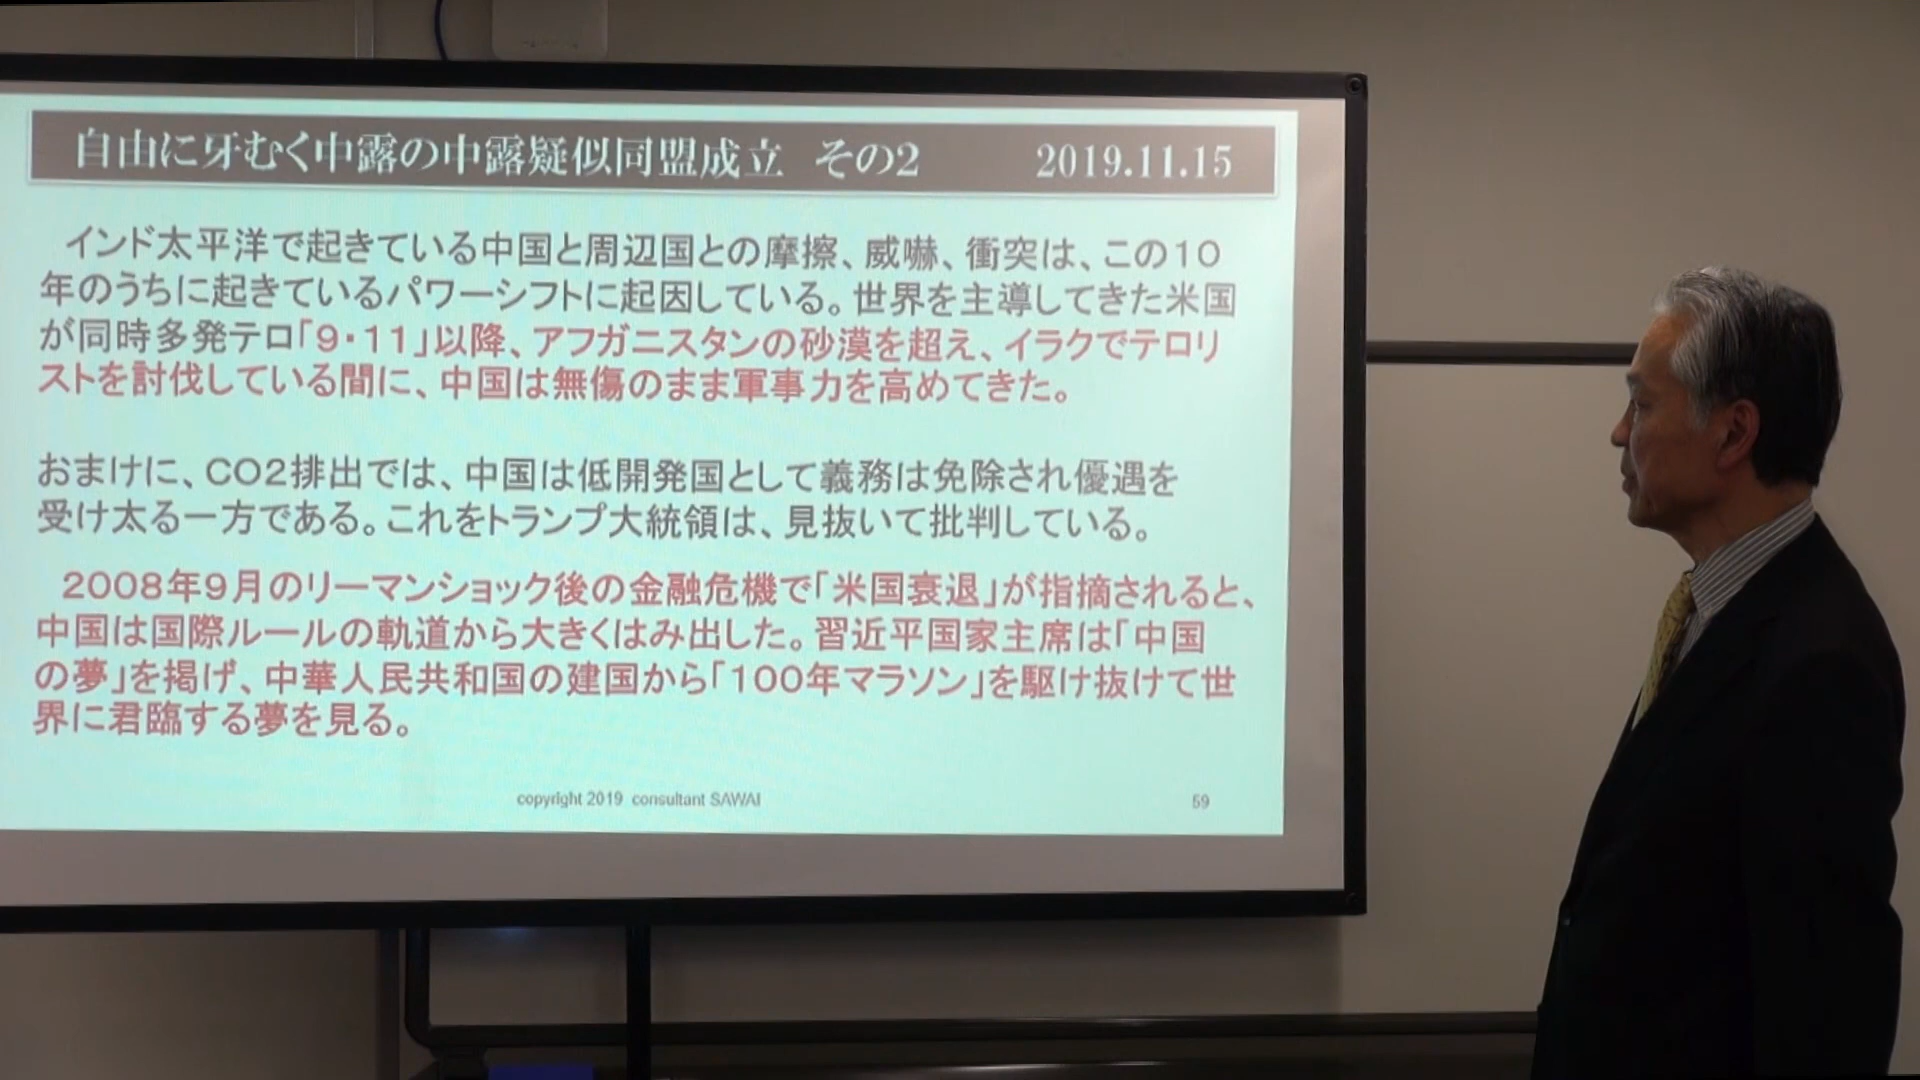 自由に牙むく中露の中露疑似同盟成立 その2 2019.11.15
インド太平洋で起きている中国と周辺国との摩擦、威嚇、衝突は、この10
年のうちに起きているパワーシフトに起因している。世界を主導してきた米国
が同時多発テロ「9・11」以降、アフガニスタンの砂漠を超え、イラクでテロリ
ストを討伐している間に、中国は無傷のまま軍事力を高めてきた。
おまけに、CO2排出では、中国は低開発国として義務は免除され優遇を
受け太る一方である。これをトランプ大統領は、見抜いて批判している。
2008年9月のリーマンショック後の金融危機で「米国衰退」が指摘されると、
中国は国際ルールの軌道から大きくはみ出した。習近平国家主席は「中国
の夢」を掲げ、中華人民共和国の建国から「100年マラソン」を駆け抜けて世
界に君臨する夢を見る。
copyright 2019 consultant SAWAI
59